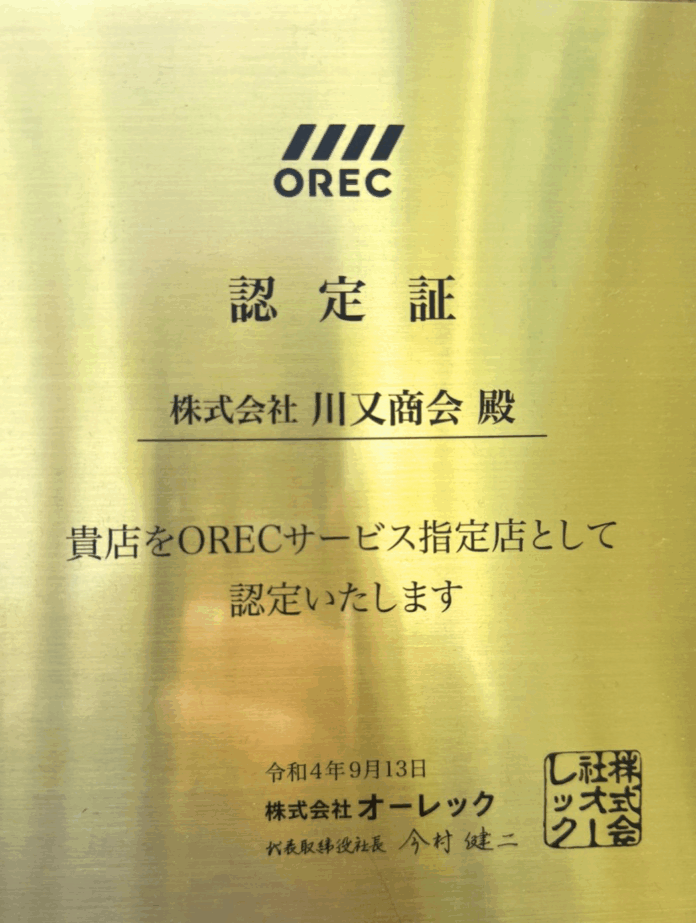 OREC
認定証
株式会社 川又商会 殿
貴店をORECサービス指定店として
認定いたします
令和4年9月13日
株式会社 オーレック
代表取締役社長 今村 健二
株式会
社オー
レック